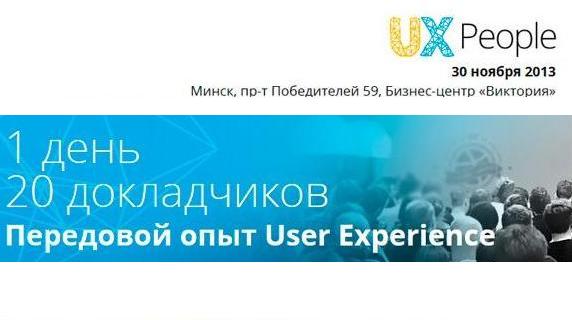 UX People
30 ноября 2013
Минск, пр-т Победителей 59, Бизнес-центр «Виктория»
1 день
20 докладчиков
Передовой опыт User Experience